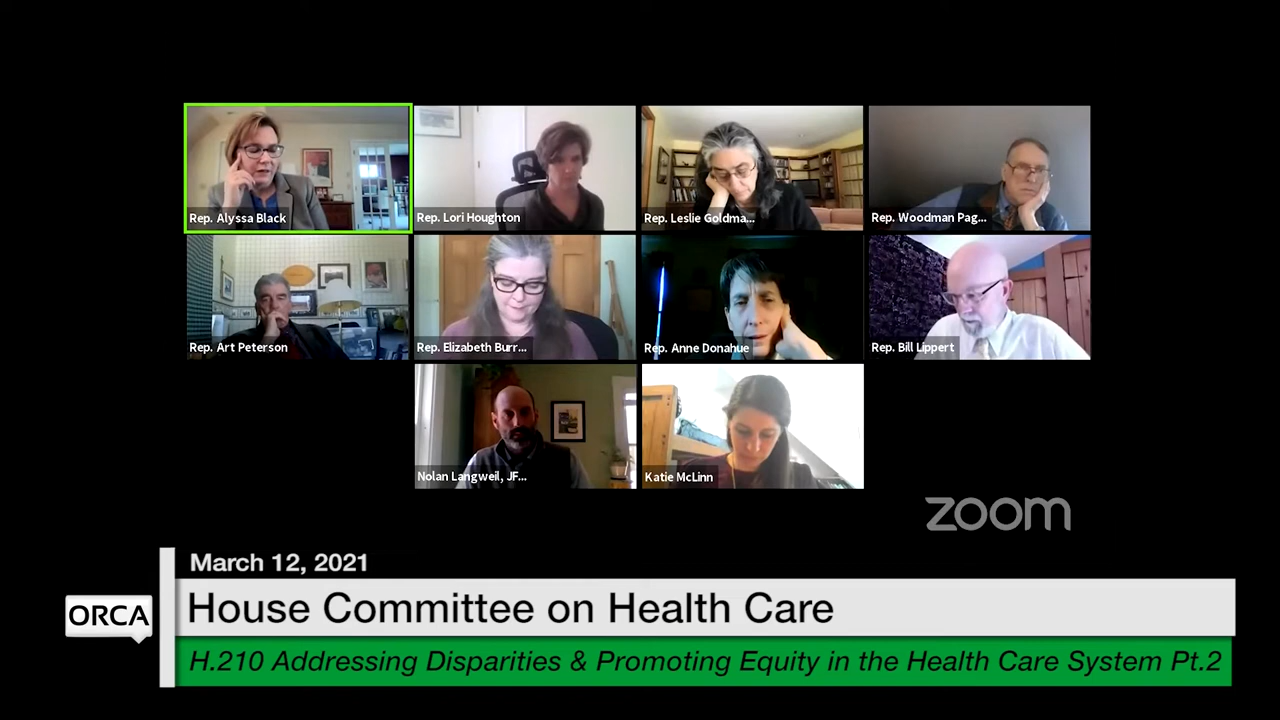 Rep. Alyssa Black
Rep. Lori Houghton
Rep. Leslie Goldma...
Rep. Woodman Pag...
Rep. Art Peterson
Rep. Elizabeth Burr...
Rep. Anne Donahue
Rep. Bill Lippert
Nolan Langweil, JF...
Katie McLinn
zoom
March 12, 2021
ORCA
House Committee on Health Care
H.210 Addressing Disparities & Promoting Equity in the Health Care System Pt.2